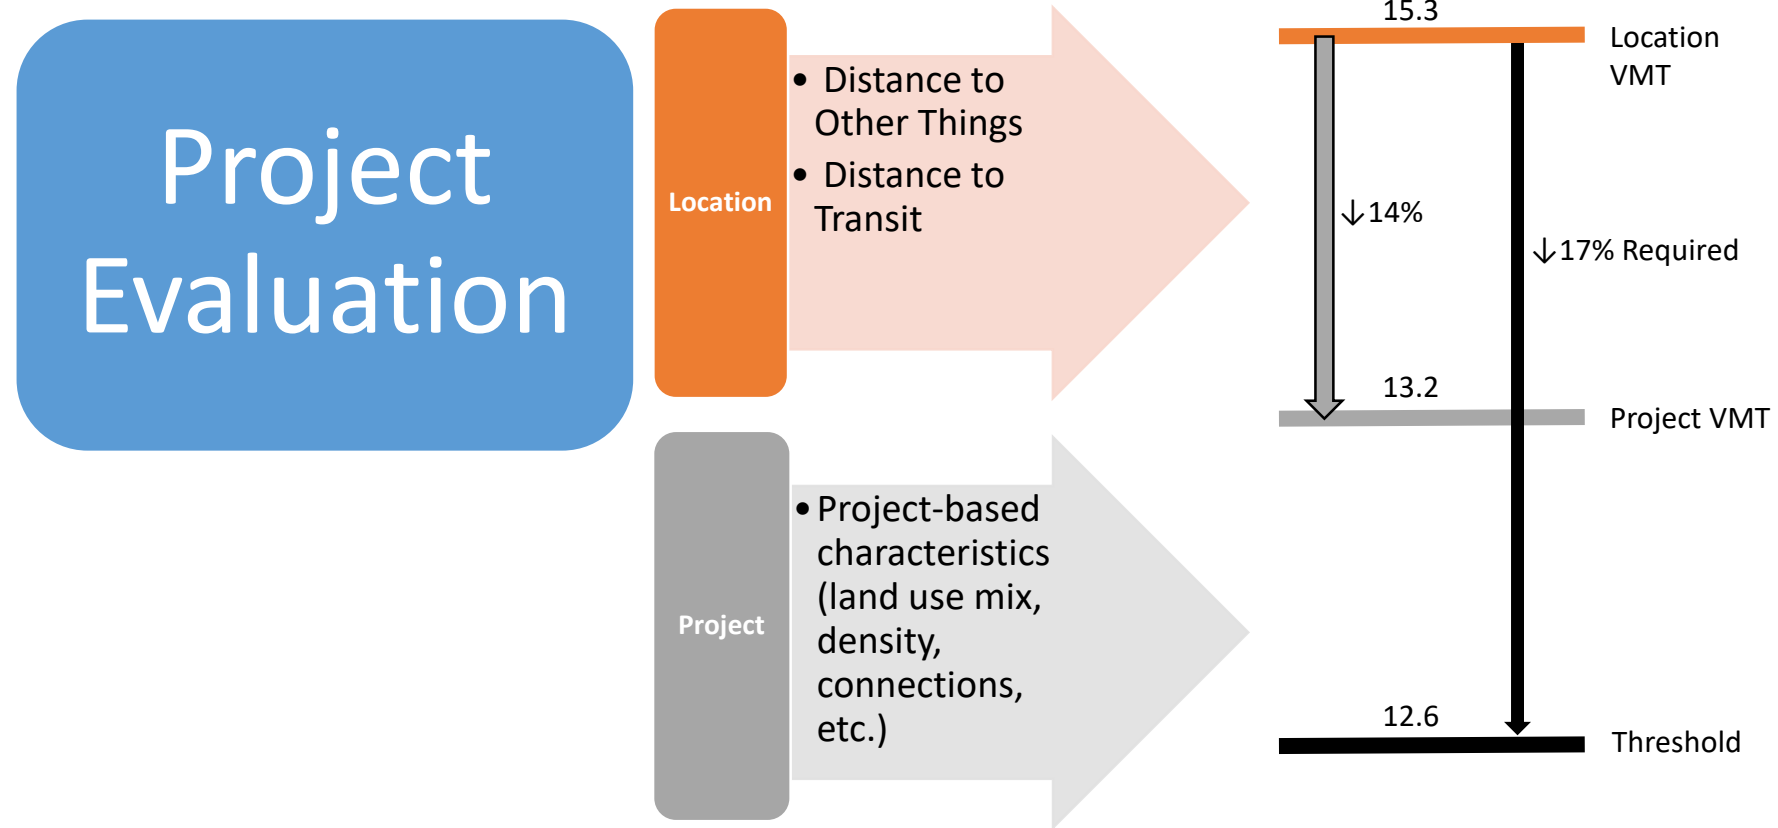 Project
Evaluation
Location
• Distance to
Other Things
• Distance to
Transit
Project
• Project-based
characteristics
(land use mix,
density,
connections,
etc.)
15.3
Location
VMT
↓14%
↓17% Required
13.2
Project VMT
12.6
Threshold